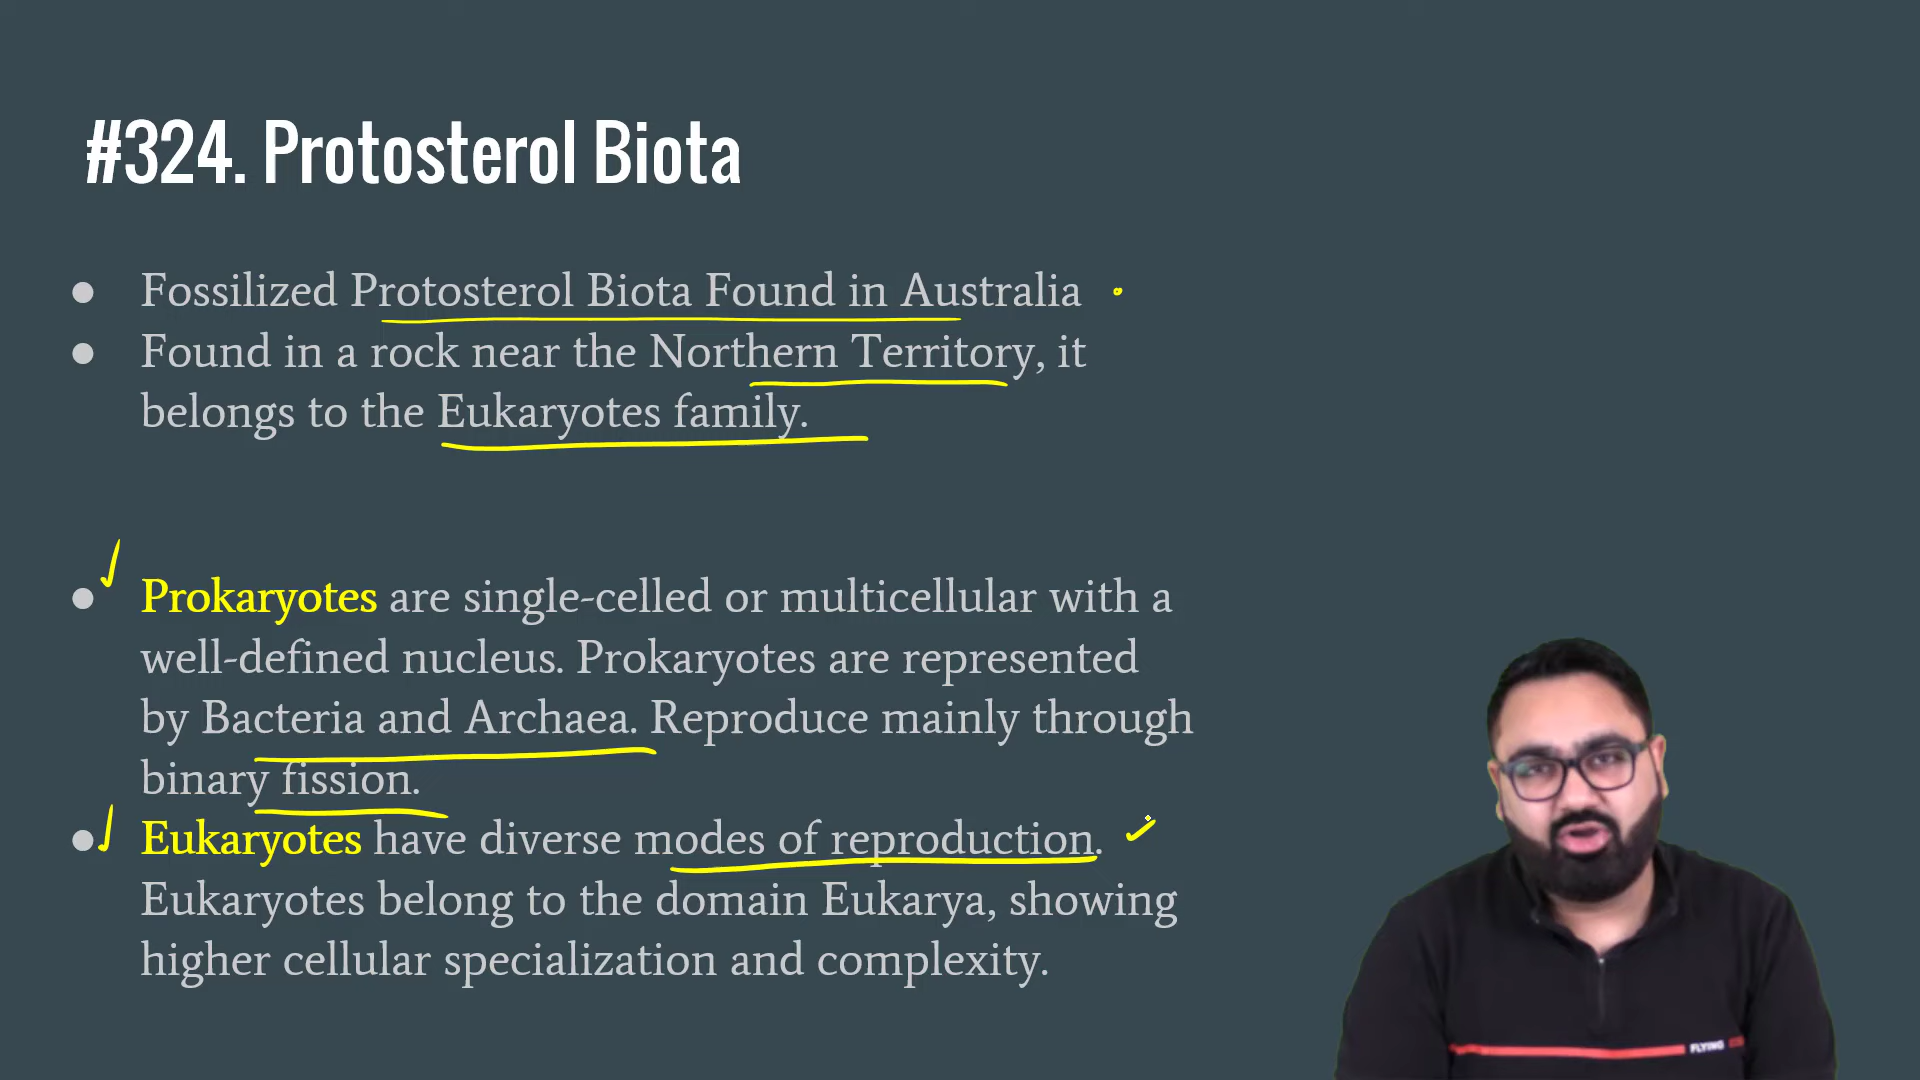 #324. Protosterol Biota
● Fossilized Protosterol Biota Found in Australia
● Found in a rock near the Northern Territory, it
belongs to the Eukaryotes family.
● Prokaryotes are single-celled or multicellular with a
well-defined nucleus. Prokaryotes are represented
by Bacteria and Archaea. Reproduce mainly through
binary fission.
● Eukaryotes have diverse modes of reproduction.
Eukaryotes belong to the domain Eukarya, showing
higher cellular specialization and complexity.
FLYING